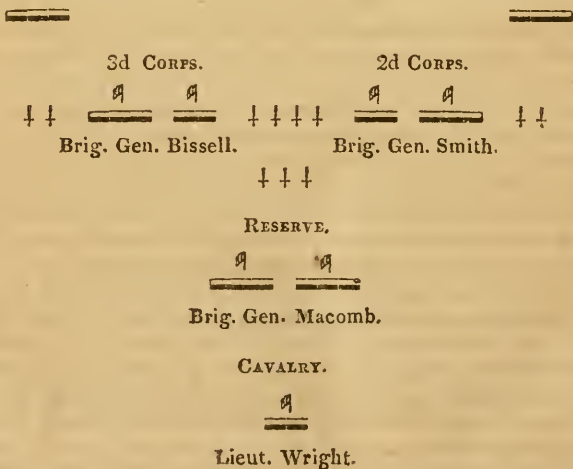 3d Corps. 2d Corps.
Brig. Gen. Bissell. Brig. Gen. Smith.
Reserve.
Brig. Gen. Macomb.
Cavalry.
Lieut. Wright.